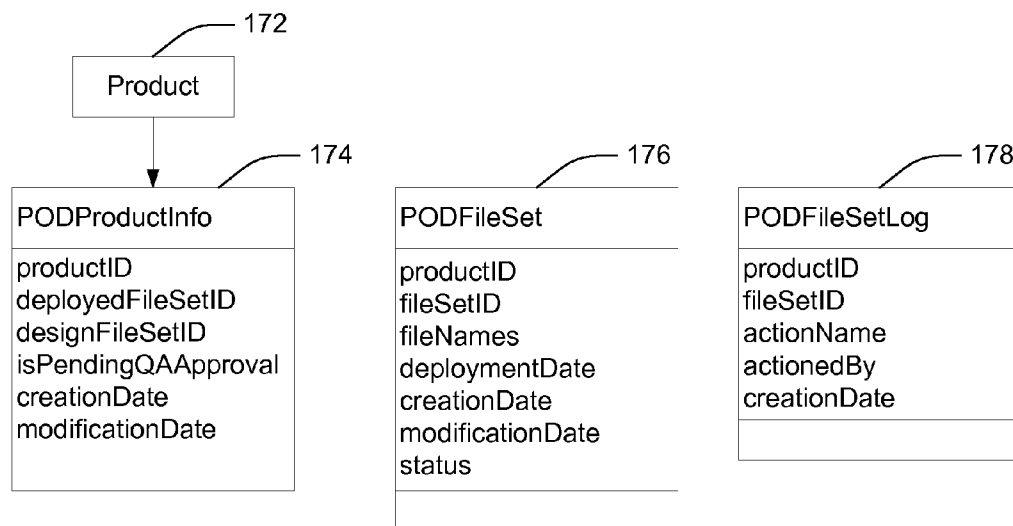 172
Product
174
PODProductInfo
productID
deployedFileSetID
designFileSetID
isPendingQAApproval
creationDate
modificationDate
176
PODFileSet
productID
fileSetID
fileNames
deploymentDate
creationDate
modificationDate
status
178
PODFileSetLog
productID
fileSetID
actionName
actionedBy
creationDate